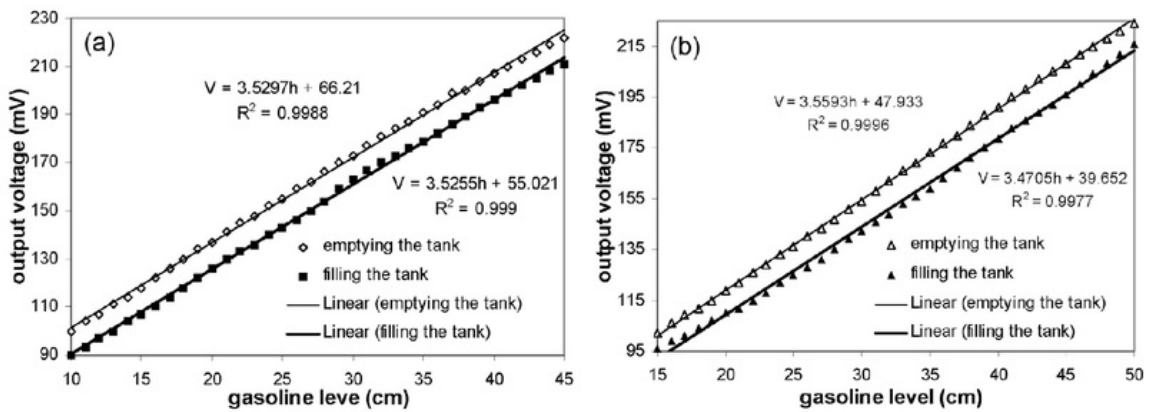 (a)
output voltage (mV)
230
210
190
170
150
130
110
90
V = 3.5297h + 66.21
R² = 0.9988
V = 3.5255h + 55.021
R² = 0.999
emptying the tank
filling the tank
Linear (emptying the tank)
Linear (filling the tank)
10 15 20 25 30 35 40 45
gasoline leve (cm)
(b)
output voltage (mV)
215
195
175
155
135
115
95
V = 3.5593h + 47.933
R² = 0.9996
V = 3.4705h + 39.652
R² = 0.9977
emptying the tank
filling the tank
Linear (emptying the tank)
Linear (filling the tank)
15 20 25 30 35 40 45 50
gasoline level (cm)